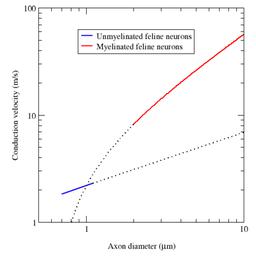 100
Unmyelinated feline neurons
Myelinated feline neurons
Conduction velocity (m/s)
10
1
1
10
Axon diameter (μm)